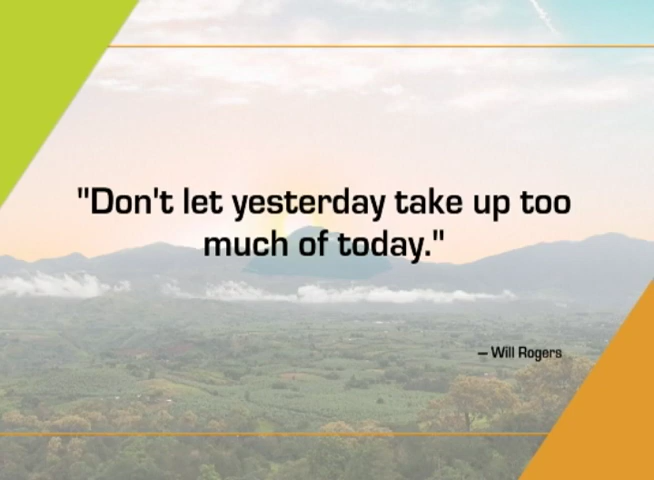 "Don't let yesterday take up too
much of today."
– Will Rogers